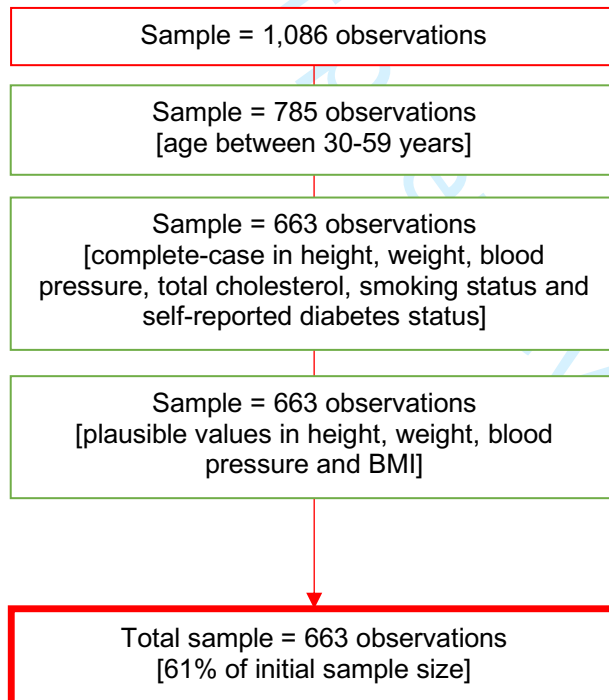 Sample = 1,086 observations
Sample = 785 observations
[age between 30-59 years]
Sample = 663 observations
[complete-case in height, weight, blood
pressure, total cholesterol, smoking status and
self-reported diabetes status]
Sample = 663 observations
[plausible values in height, weight, blood
pressure and BMI]
Total sample = 663 observations
[61% of initial sample size]